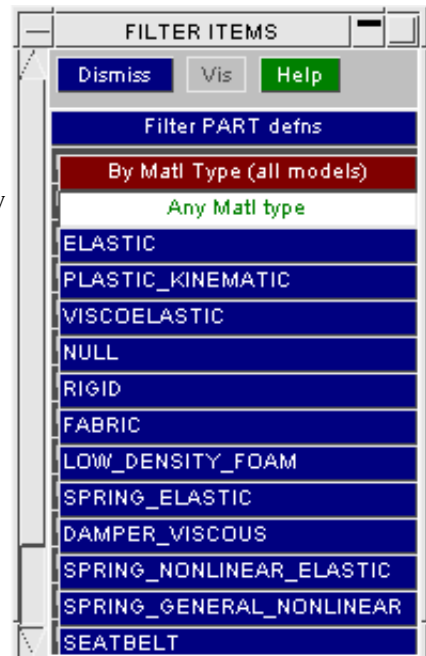 FILTER ITEMS
Dismiss Vis Help
Filter PART defns
By Matl Type (all models)
Any Matl type
ELASTIC
PLASTIC_KINEMATIC
VISCOELASTIC
NULL
RIGID
FABRIC
LOW_DENSITY_FOAM
SPRING_ELASTIC
DAMPER_VISCOUS
SPRING_NONLINEAR_ELASTIC
SPRING_GENERAL_NONLINEAR
SEATBELT